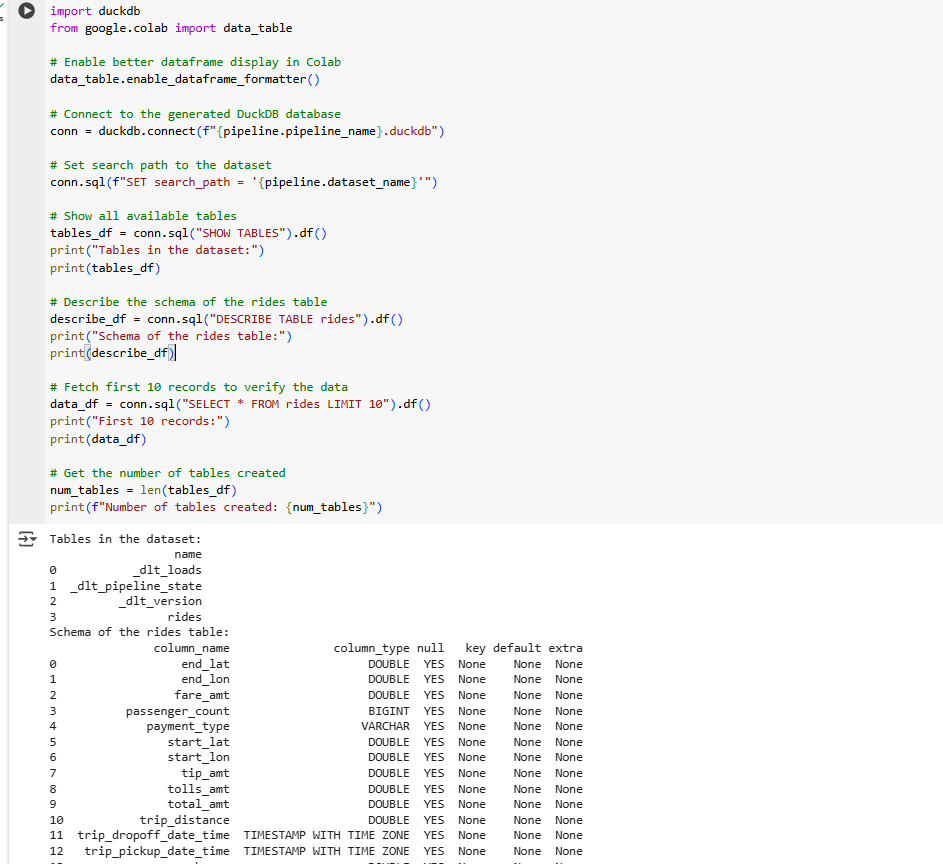 import duckdb
from google.colab import data_table
# Enable better dataframe display in Colab
data_table.enable_dataframe_formatter()
# Connect to the generated DuckDB database
conn = duckdb.connect(f"{pipeline.pipeline_name}.duckdb")
# Set search path to the dataset
conn.sql(f"SET search_path = '{pipeline.dataset_name}'")
# Show all available tables
tables_df = conn.sql("SHOW TABLES").df()
print("Tables in the dataset:")
print(tables_df)
# Describe the schema of the rides table
describe_df = conn.sql("DESCRIBE TABLE rides").df()
print("Schema of the rides table:")
print(describe_df)
# Fetch first 10 records to verify the data
data_df = conn.sql("SELECT * FROM rides LIMIT 10").df()
print("First 10 records:")
print(data_df)
# Get the number of tables created
num_tables = len(tables_df)
print(f"Number of tables created: {num_tables}")
Tables in the dataset:
name
0 _dlt_loads
1 _dlt_pipeline_state
2 _dlt_version
3 rides
Schema of the rides table:
column_name column_type null key default extra
0 end_lat DOUBLE YES None None None
1 end_lon DOUBLE YES None None None
2 fare_amt DOUBLE YES None None None
3 passenger_count BIGINT YES None None None
4 payment_type VARCHAR YES None None None
5 start_lat DOUBLE YES None None None
6 start_lon DOUBLE YES None None None
7 tip_amt DOUBLE YES None None None
8 tolls_amt DOUBLE YES None None None
9 total_amt DOUBLE YES None None None
10 trip_distance DOUBLE YES None None None
11 trip_dropoff_date_time TIMESTAMP WITH TIME ZONE YES None None None
12 trip_pickup_date_time TIMESTAMP WITH TIME ZONE YES None None None